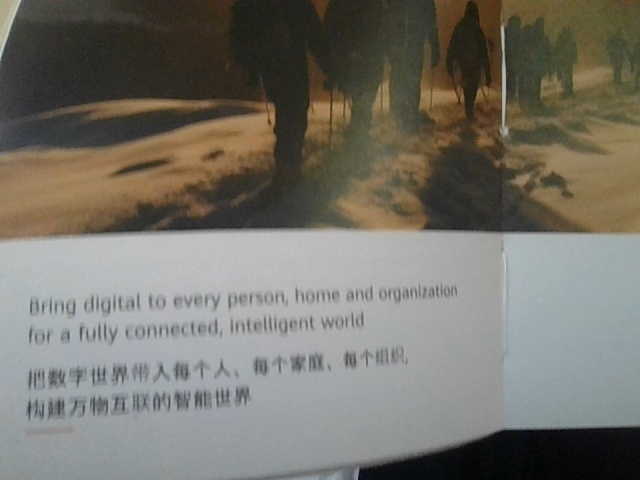 Bring digital to every person, home and organization
for a fully connected, intelligent world
把数字世界带入每个人、每个家庭、每个组织,
构建万物互联的智能世界